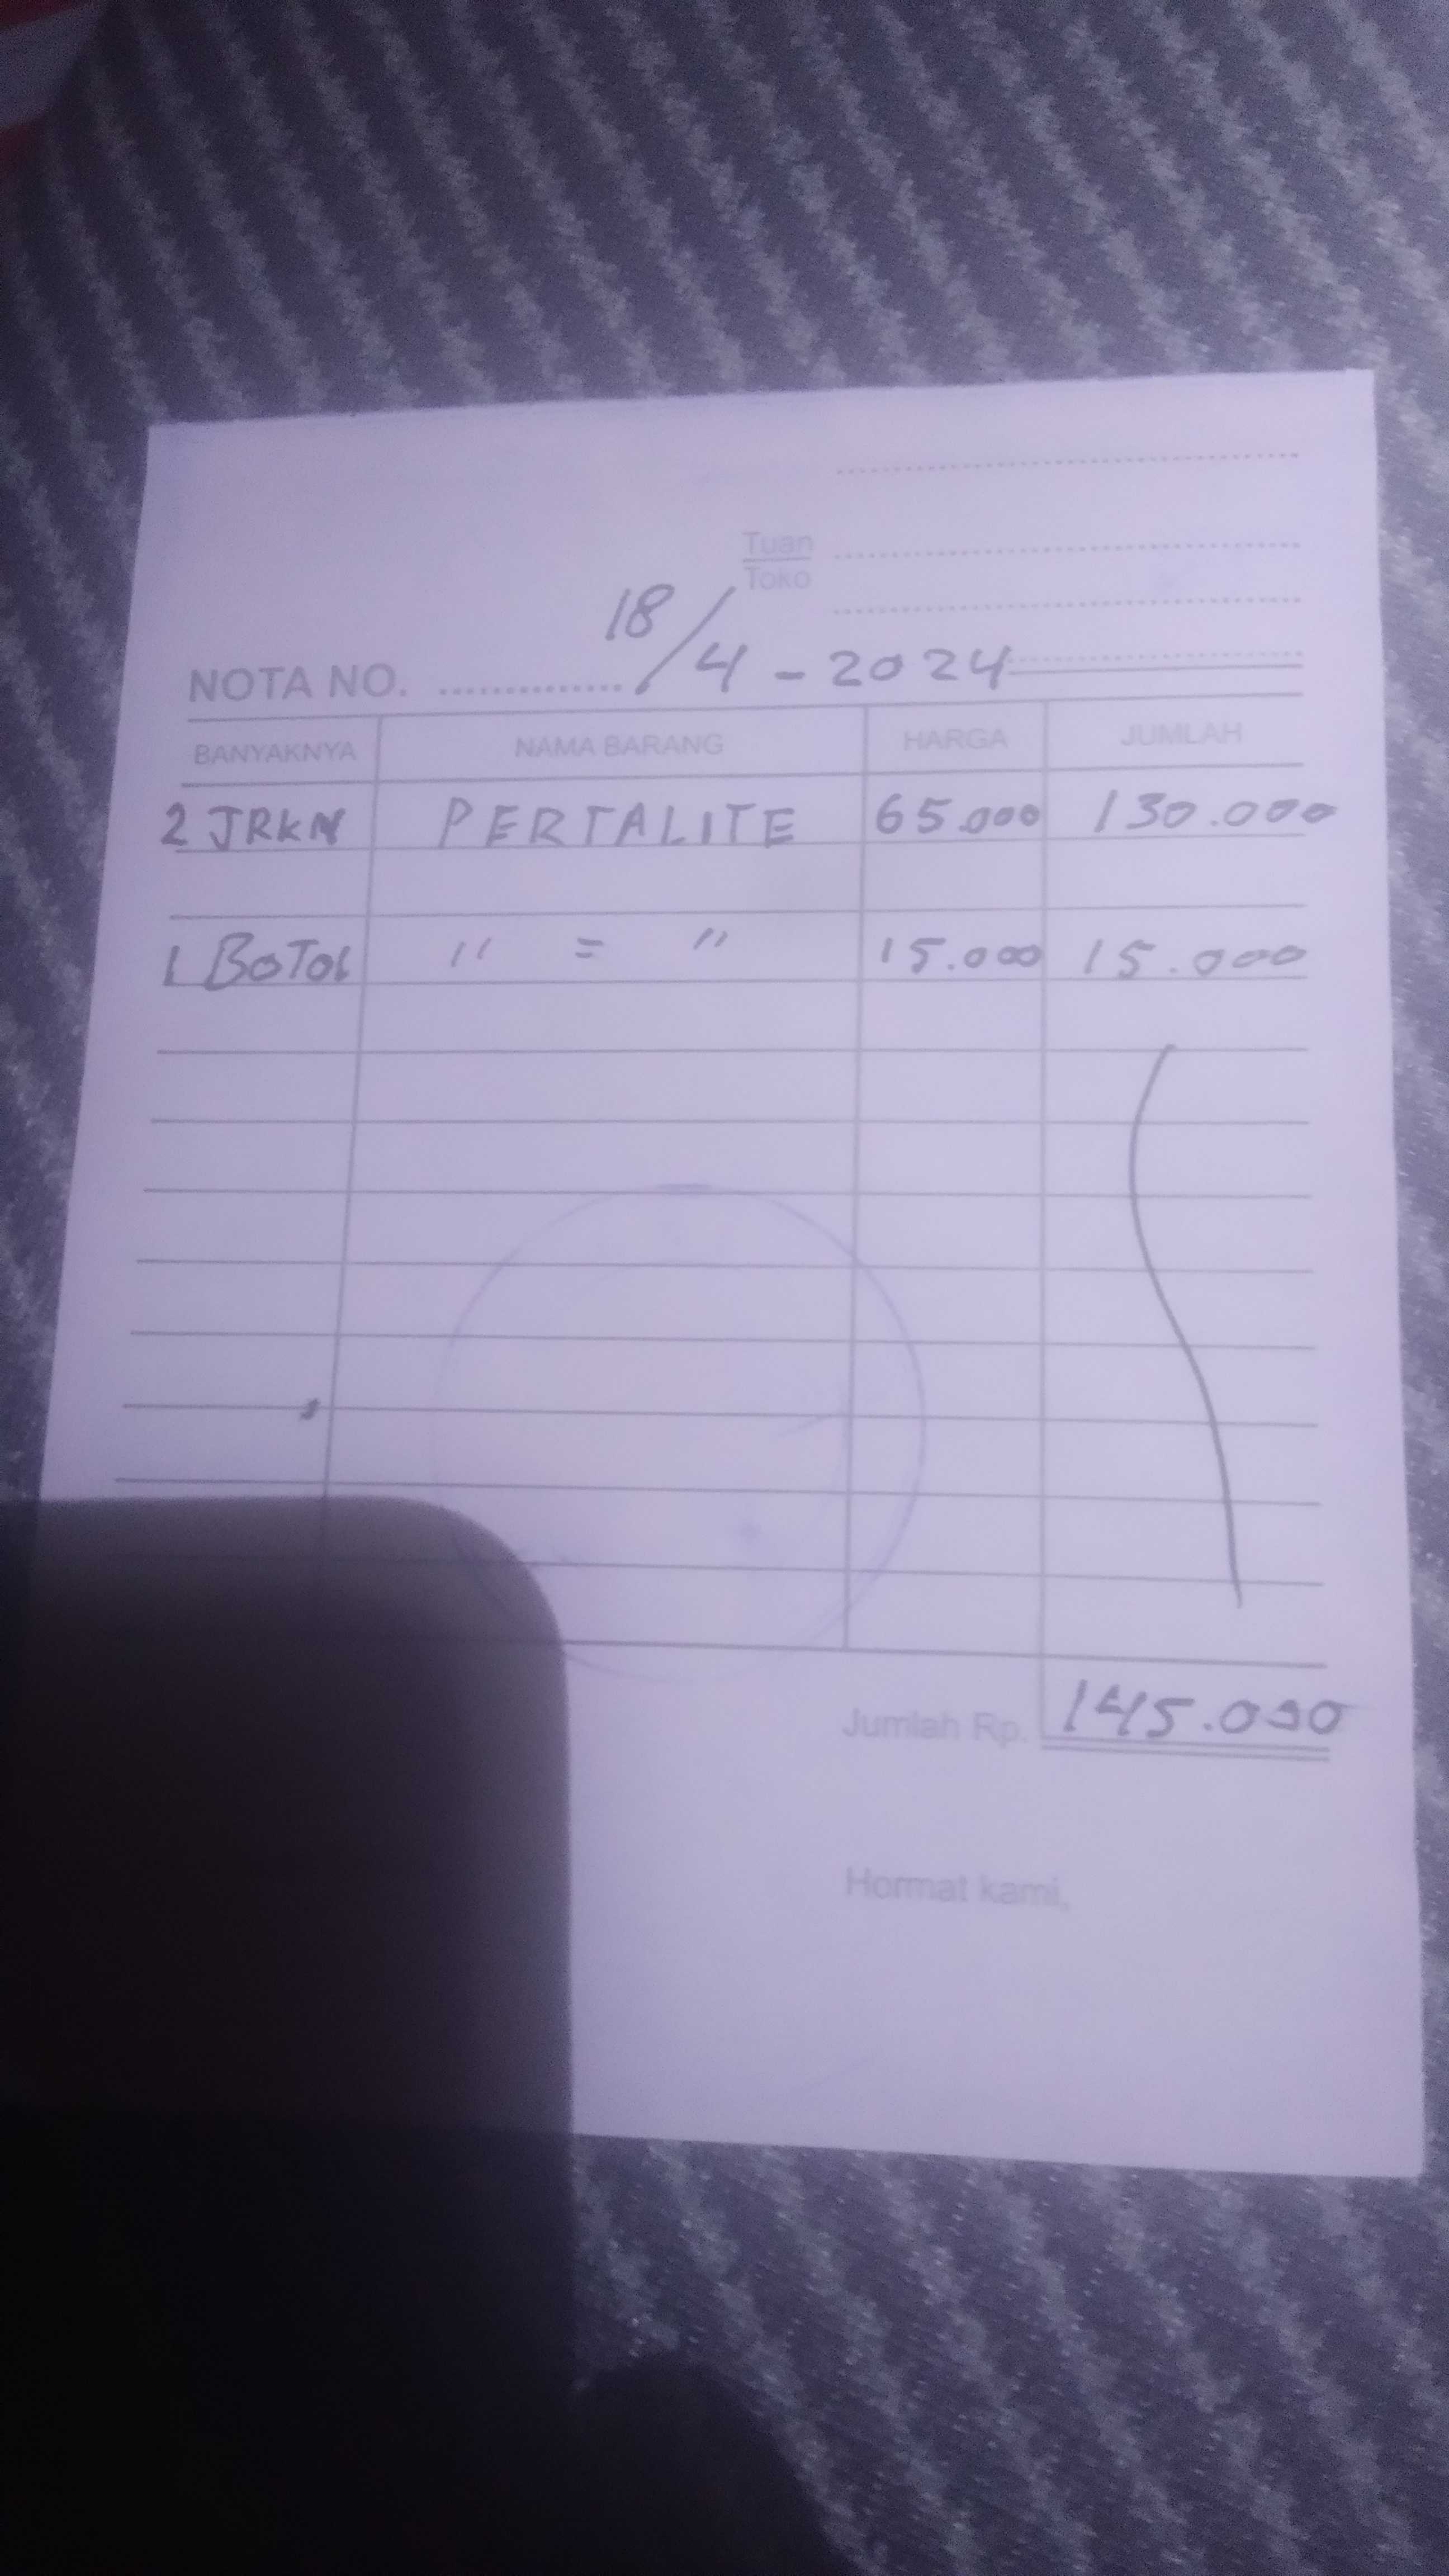 Tuan
Toko
18/4-2024
NOTA NO. ..............
BANYAKNYA NAMA BARANG HARGA JUMLAH
2 JRKN PERTALITE 65.000 130.000
1 BOTOL " = " 15.000 15.000
Jumlah Rp. 145.000
Hormat kami,